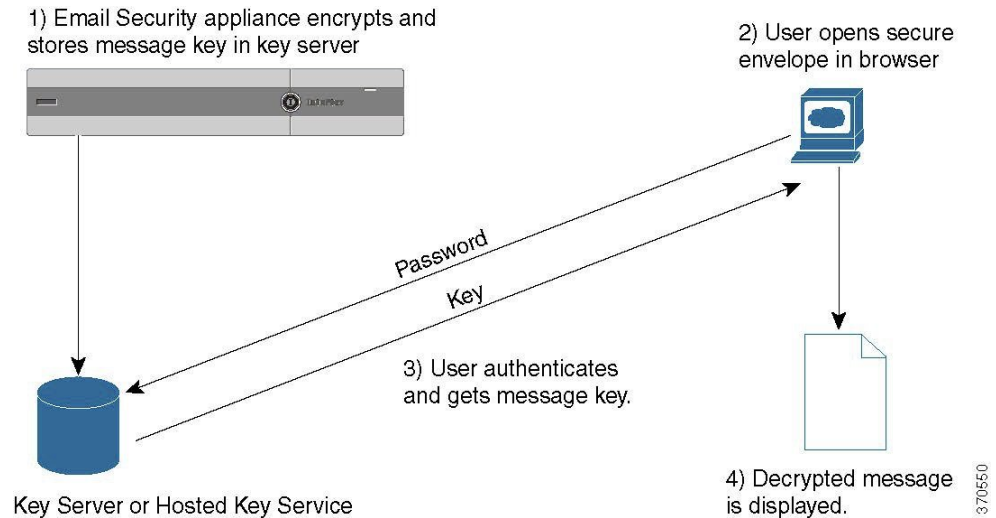 1) Email Security appliance encrypts and
stores message key in key server
2) User opens secure
envelope in browser
Password
Key
3) User authenticates
and gets message key.
Key Server or Hosted Key Service
4) Decrypted message
is displayed.
370550